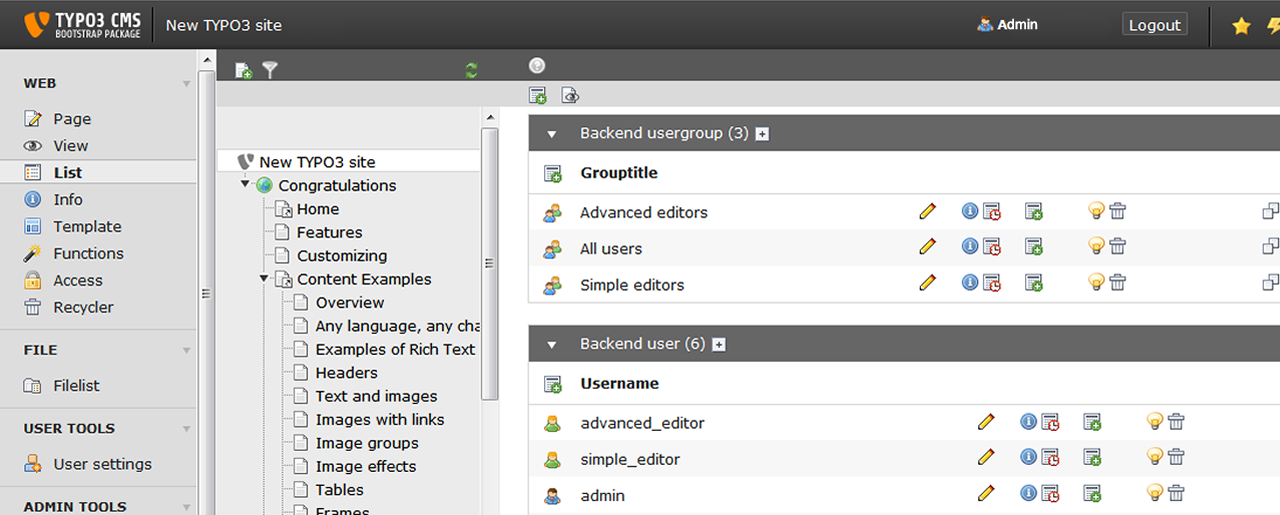 TYPO3 CMS
BOOTSTRAP PACKAGE
New TYPO3 site
Admin
Logout
WEB
Page
View
List
Info
Template
Functions
Access
Recycler
FILE
Filelist
USER TOOLS
User settings
ADMIN TOOLS
New TYPO3 site
Congratulations
Home
Features
Customizing
Content Examples
Overview
Any language, any cha
Examples of Rich Text
Headers
Text and images
Images with links
Image groups
Image effects
Tables
Frames
Backend usergroup (3)
Grouptitle
Advanced editors
All users
Simple editors
Backend user (6)
Username
advanced_editor
simple_editor
admin